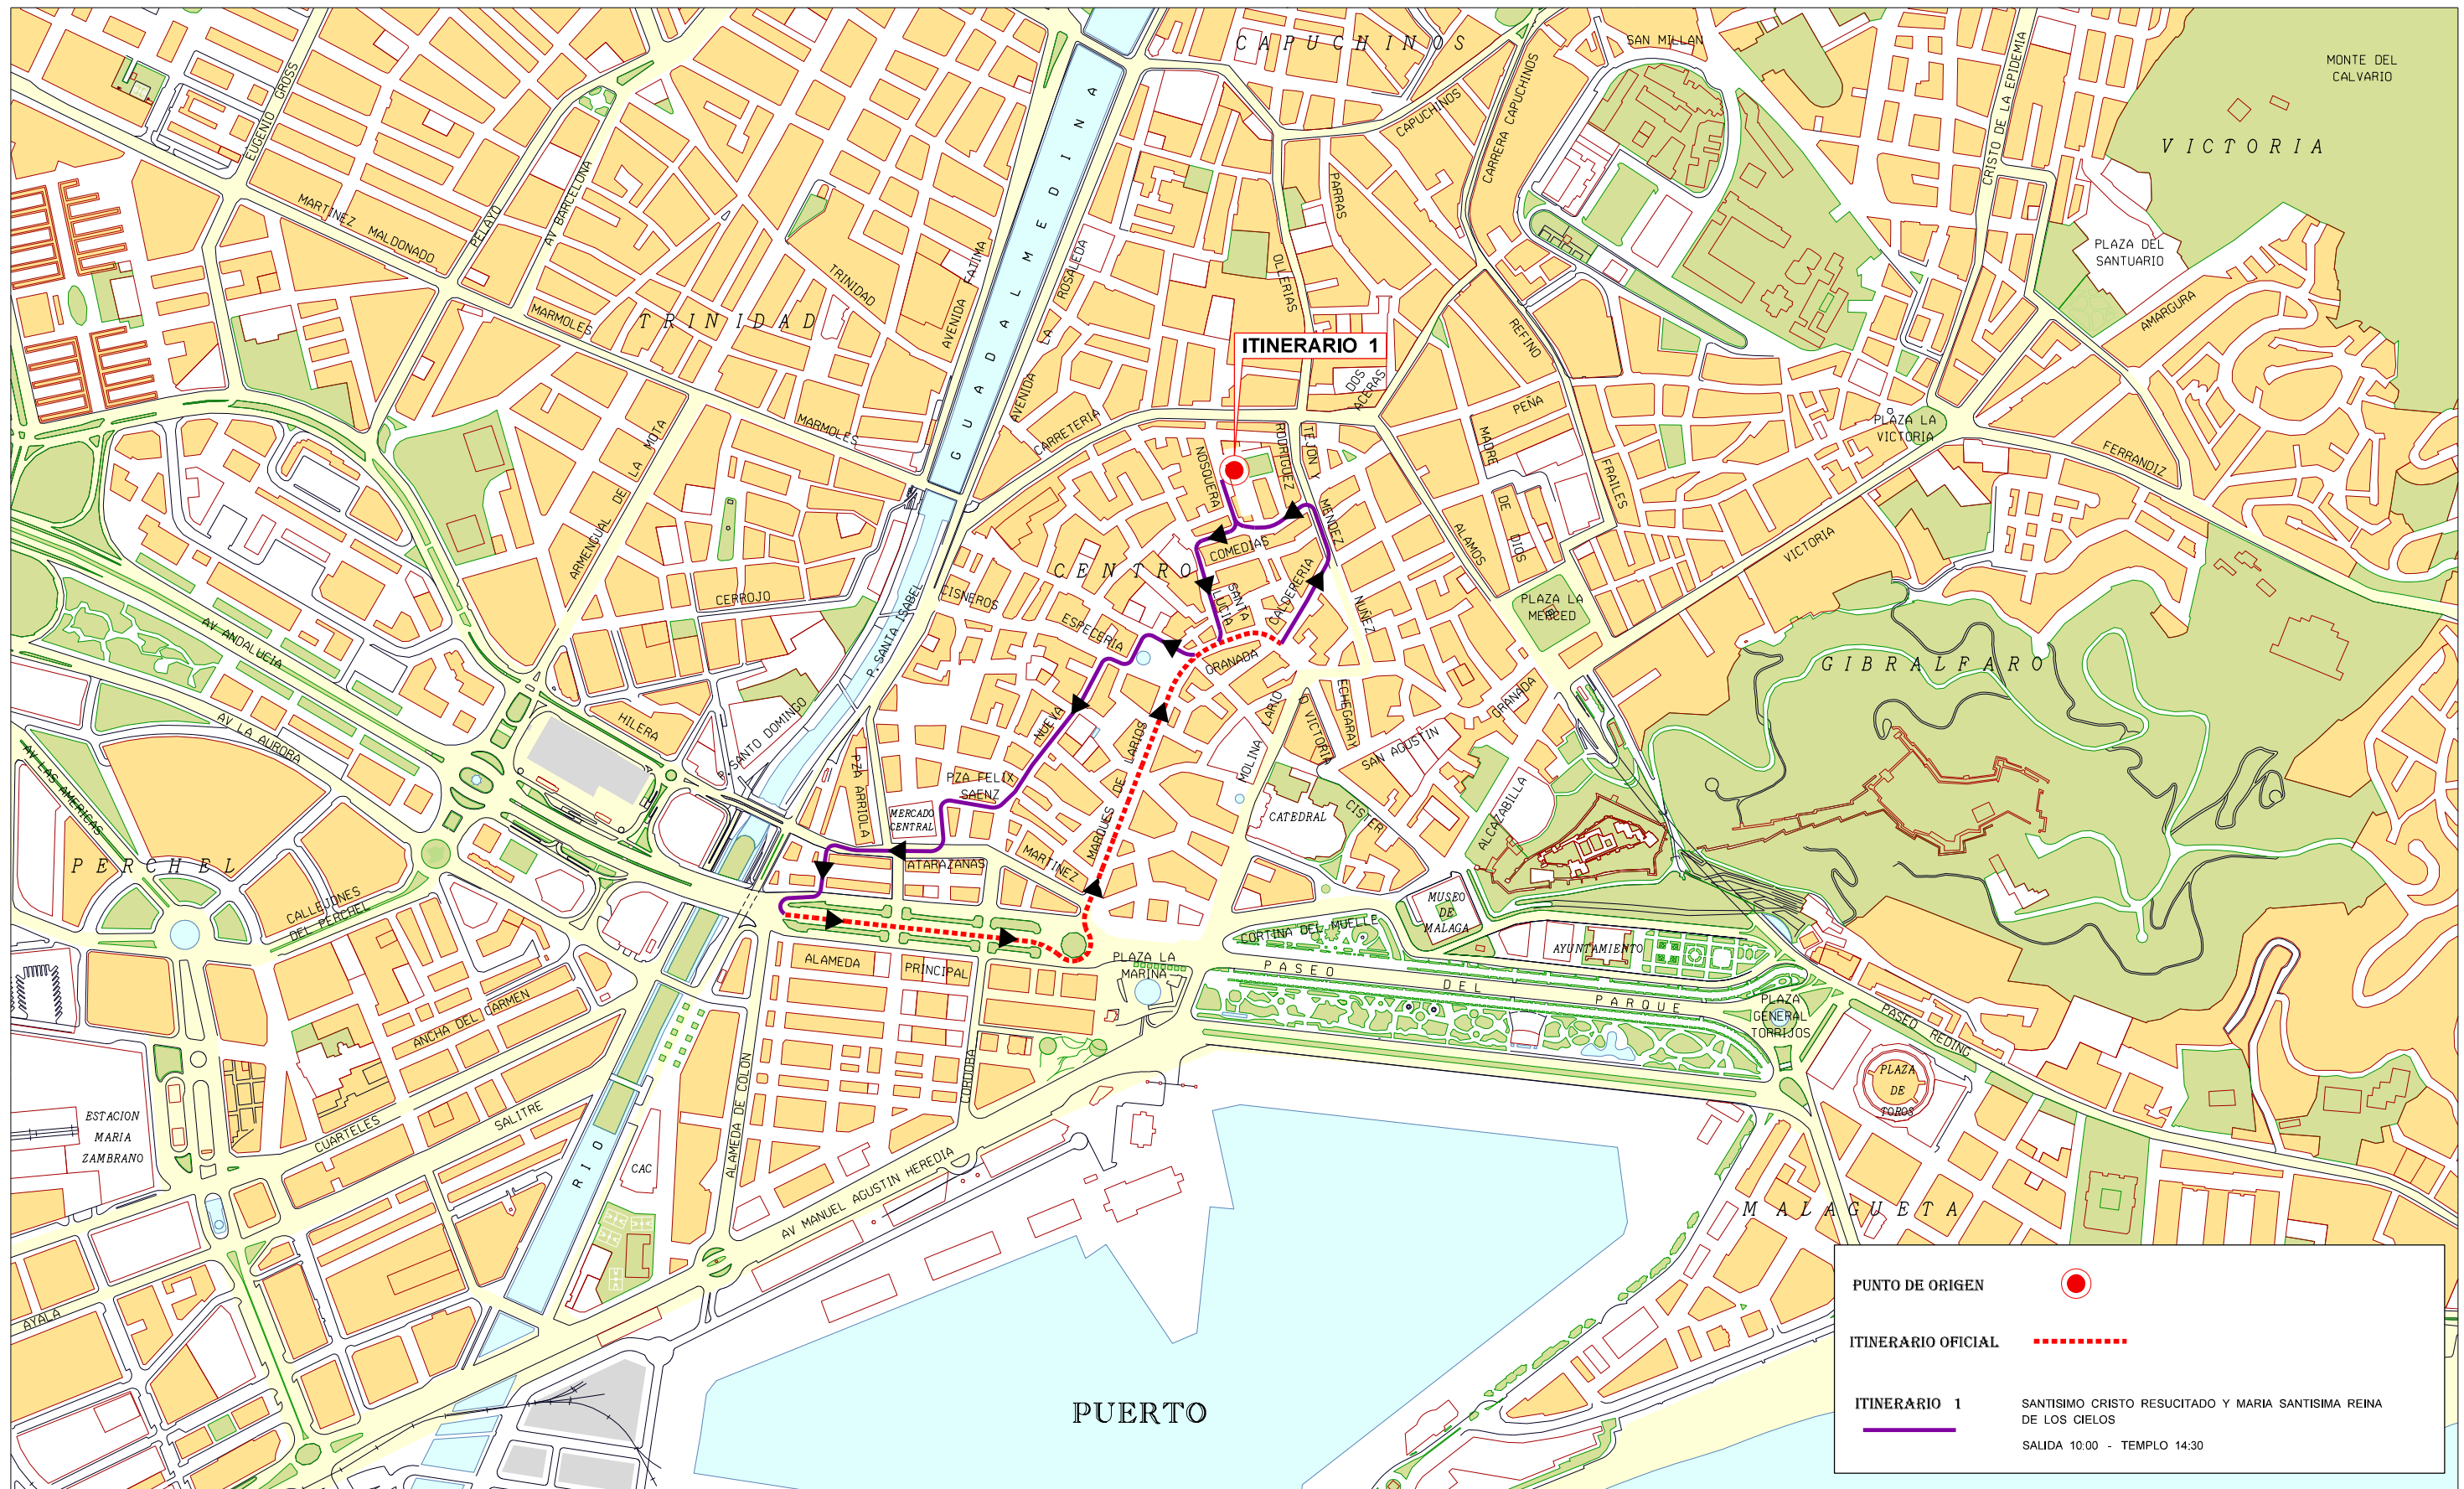 CAPUCHINOS
SAN MILLAN
MONTE DEL
CALVARIO
VICTORIA
EUGENIO GROSS
CRISTO DE LA EPIDEMIA
CAPUCHINOS
CARRERA CAPUCHINOS
GUADALMEDINA
MARTINEZ
MALDONADO
PELAYO
AV BARCELONA
PARRAS
PLAZA DEL
SANTUARIO
TRINIDAD
AVENIDA FATIMA
AVENIDA LA ROSALEDA
OLLERIAS
AMARGURA
MARMOLES
TRINIDAD
REFINO
ITINERARIO 1
DOS
ACERAS
PEÑA
MARMOLES
CARRETERIA
PLAZA LA
VICTORIA
FERRANDIZ
ARMENGUAL DE LA MOTA
NOSQUERA
TEJON Y
RODRIGUEZ
MADRE
DE
DIOS
FRAILES
MENDEZ
NUÑEZ
ALAMOS
VICTORIA
COMEDIAS
CENTRO
CISNEROS
CERROJO
SANTA
LUCIA
CALDERERIA
PLAZA LA
MERCED
ESPECERIA
P. SANTA ISABEL
AV ANDALUCIA
GRANADA
GIBRALFARO
AV LA AURORA
HILERA
P. SANTO DOMINGO
NUEVA
MARQUES DE LARIOS
MOLINA LARIO
D VICTORIA
ECHEGARAY
GRANADA
SAN AGUSTIN
AV LAS AMERICAS
PZA ARRIOLA
PZA FELIX
SAENZ
MERCADO
CENTRAL
CATEDRAL
CISTER
ALCAZABILLA
PERCHEL
ATARAZANAS
MARTINEZ
CALLEJONES
DEL PERCHEL
MUSEO
DE
MALAGA
CORTINA DEL MUELLE
AYUNTAMIENTO
ALAMEDA
PRINCIPAL
PLAZA LA
MARINA
PASEO
DEL
PARQUE
PLAZA
GENERAL
TORRIJOS
PASEO REDING
ANCHA DEL CARMEN
CORDOBA
PLAZA
DE
TOROS
ESTACION
MARIA
ZAMBRANO
CUARTELES
SALITRE
RIO
CAC
ALAMEDA DE COLON
AV MANUEL AGUSTIN HEREDIA
MALAGUETA
AYALA
PUERTO
PUNTO DE ORIGEN
ITINERARIO OFICIAL
ITINERARIO 1
SANTISIMO CRISTO RESUCITADO Y MARIA SANTISIMA REINA
DE LOS CIELOS
SALIDA 10:00 - TEMPLO 14:30